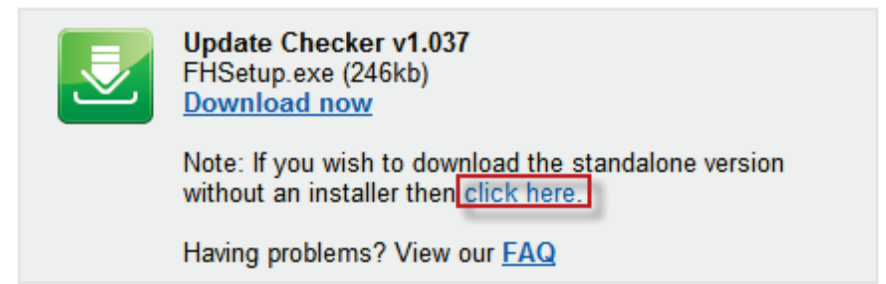 Update Checker v1.037
FHSetup.exe (246kb)
Download now
Note: If you wish to download the standalone version
without an installer then click here.
Having problems? View our FAQ